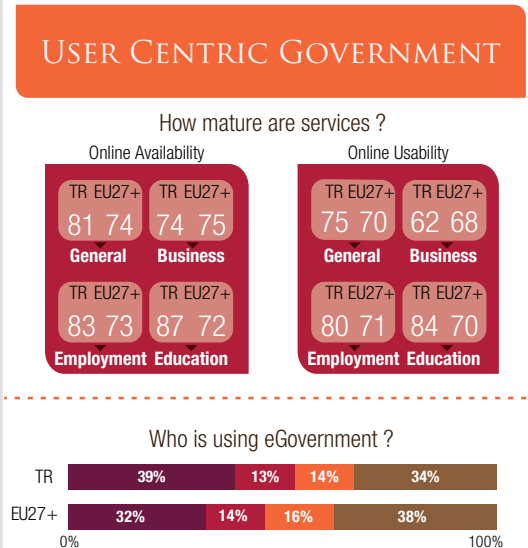 USER CENTRIC GOVERNMENT
How mature are services ?
Online Availability
TR EU27+ TR EU27+
81 74 74 75
General Business
TR EU27+ TR EU27+
83 73 87 72
Employment Education
Online Usability
TR EU27+ TR EU27+
75 70 62 68
General Business
TR EU27+ TR EU27+
80 71 84 70
Employment Education
Who is using eGovernment ?
TR 39% 13% 14% 34%
EU27+ 32% 14% 16% 38%
0% 100%